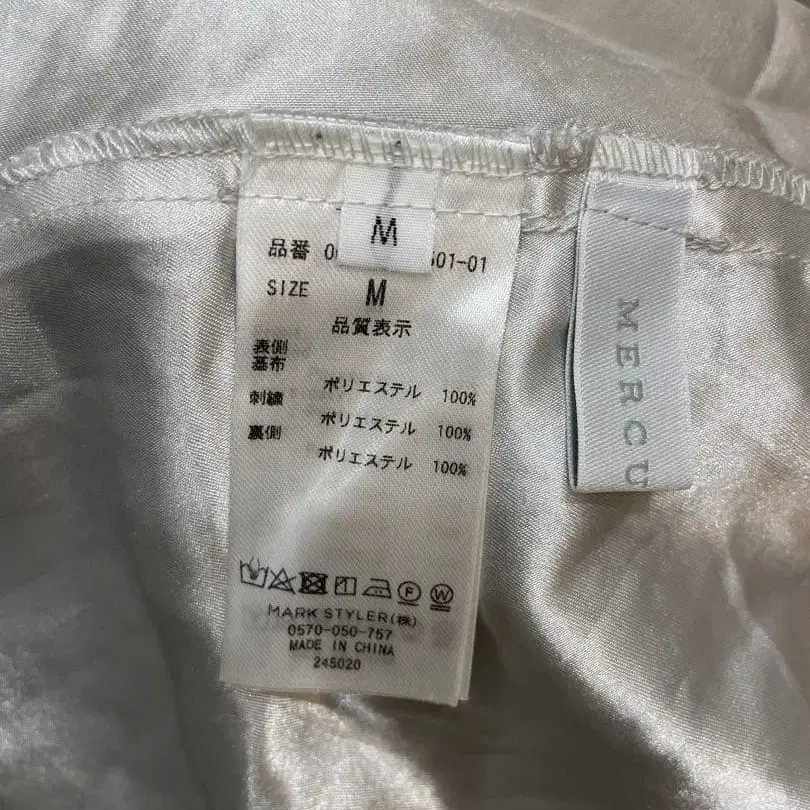 M
品番 0 601-01
SIZE M
品質表示
表側
基布 ポリエステル 100%
刺繍 ポリエステル 100%
裏側 ポリエステル 100%
F W
MARK STYLER(株)
0570-050-757
MADE IN CHINA
245020
MERCU